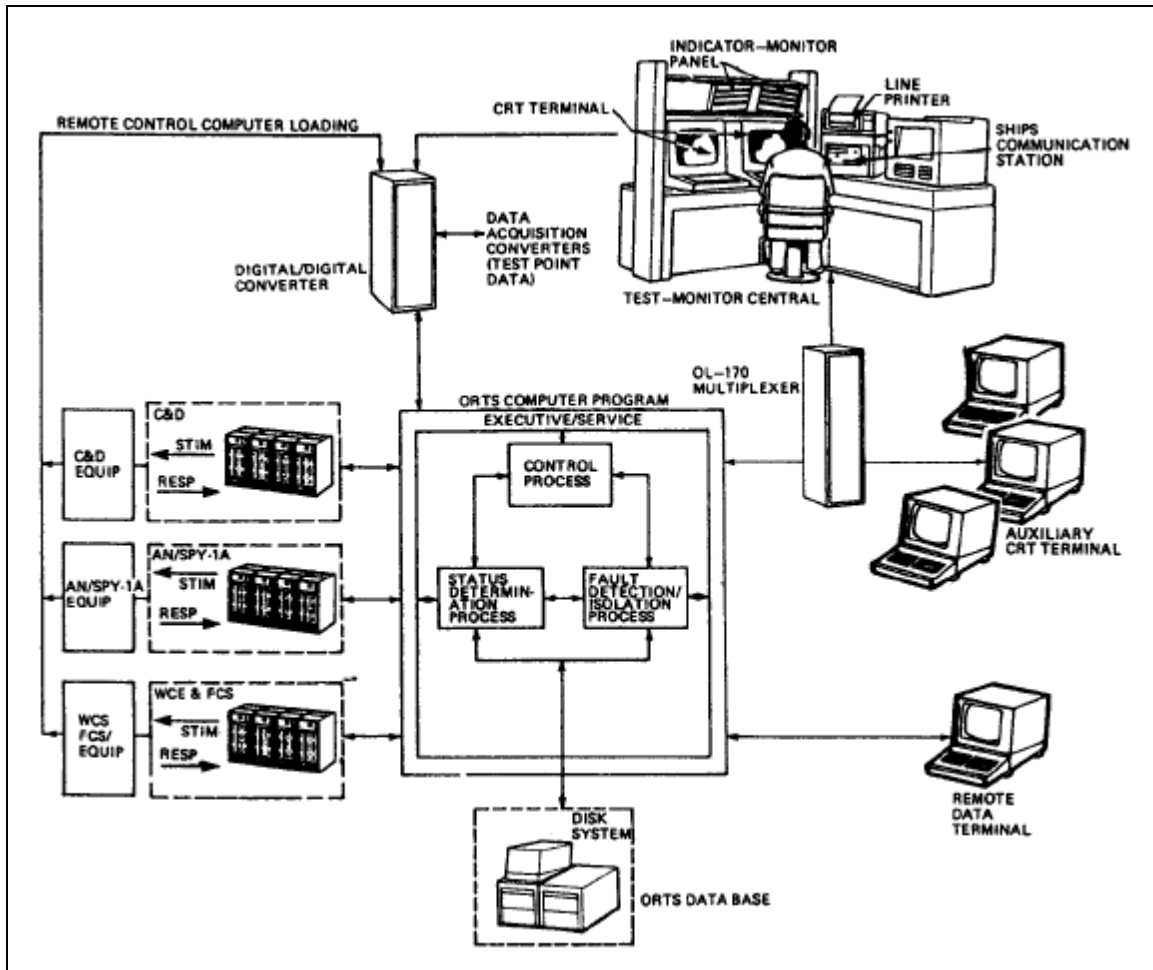 INDICATOR-MONITOR
PANEL
LINE
PRINTER
CRT TERMINAL
SHIPS
COMMUNICATION
STATION
REMOTE CONTROL COMPUTER LOADING
DATA
ACQUISITION
CONVERTERS
(TEST POINT
DATA)
DIGITAL/DIGITAL
CONVERTER
TEST-MONITOR CENTRAL
OL-170
MULTIPLEXER
ORTS COMPUTER PROGRAM
EXECUTIVE/SERVICE
CONTROL
PROCESS
STATUS
DETERMIN-
ATION
PROCESS
FAULT
DETECTION/
ISOLATION
PROCESS
C&D
EQUIP
C&D
STIM
RESP
AN/SPY-1A
EQUIP
AN/SPY-1A
STIM
RESP
WCS
FCS/
EQUIP
WCE & FCS
STIM
RESP
AUXILIARY
CRT TERMINAL
REMOTE
DATA
TERMINAL
DISK
SYSTEM
ORTS DATA BASE